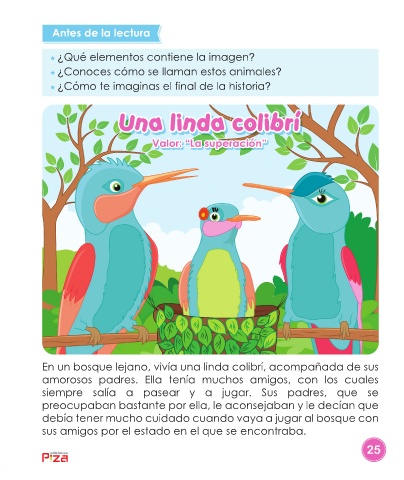 Antes de la lectura
¿Qué elementos contiene la imagen?
¿Conoces cómo se llaman estos animales?
¿Cómo te imaginas el final de la historia?
Una linda colibrí
Valor: "La superación"
En un bosque lejano, vivía una linda colibrí, acompañada de sus
amorosos padres. Ella tenía muchos amigos, con los cuales
siempre salía a pasear y a jugar. Sus padres, que se
preocupaban bastante por ella, le aconsejaban y le decían que
debía tener mucho cuidado cuando vaya a jugar al bosque con
sus amigos por el estado en el que se encontraba.
25